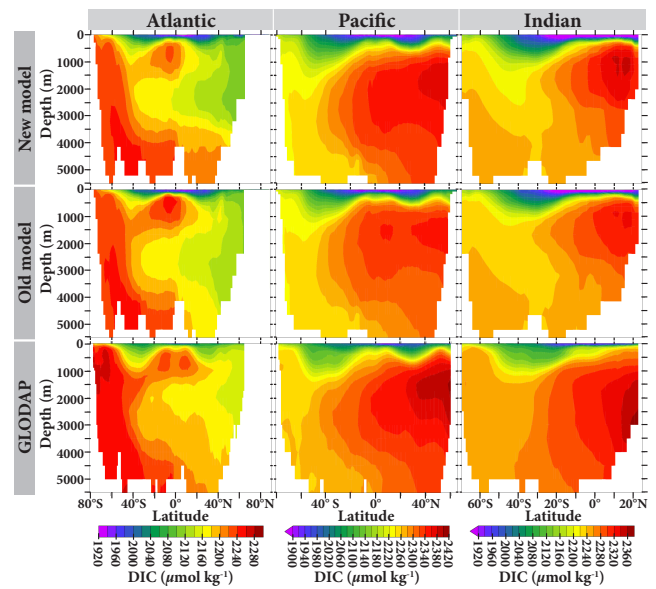 Atlantic Pacific Indian
New model
Depth (m)
0
1000
2000
3000
4000
5000
Old model
Depth (m)
0
1000
2000
3000
4000
5000
GLODAP
Depth (m)
0
1000
2000
3000
4000
5000
80°S 40°S 0° 40°N 80°N 40°S 0° 40°N 60°S 40°S 20°S 0° 20°N
Latitude Latitude Latitude
1920 1960 2000 2040 2080 2120 2160 2200 2240 2280
1900 1940 1980 2020 2060 2100 2140 2180 2220 2260 2300 2340 2380 2420
1920 1960 2000 2040 2080 2120 2160 2200 2240 2280 2320 2360
DIC (µmol kg⁻¹) DIC (µmol kg⁻¹) DIC (µmol kg⁻¹)